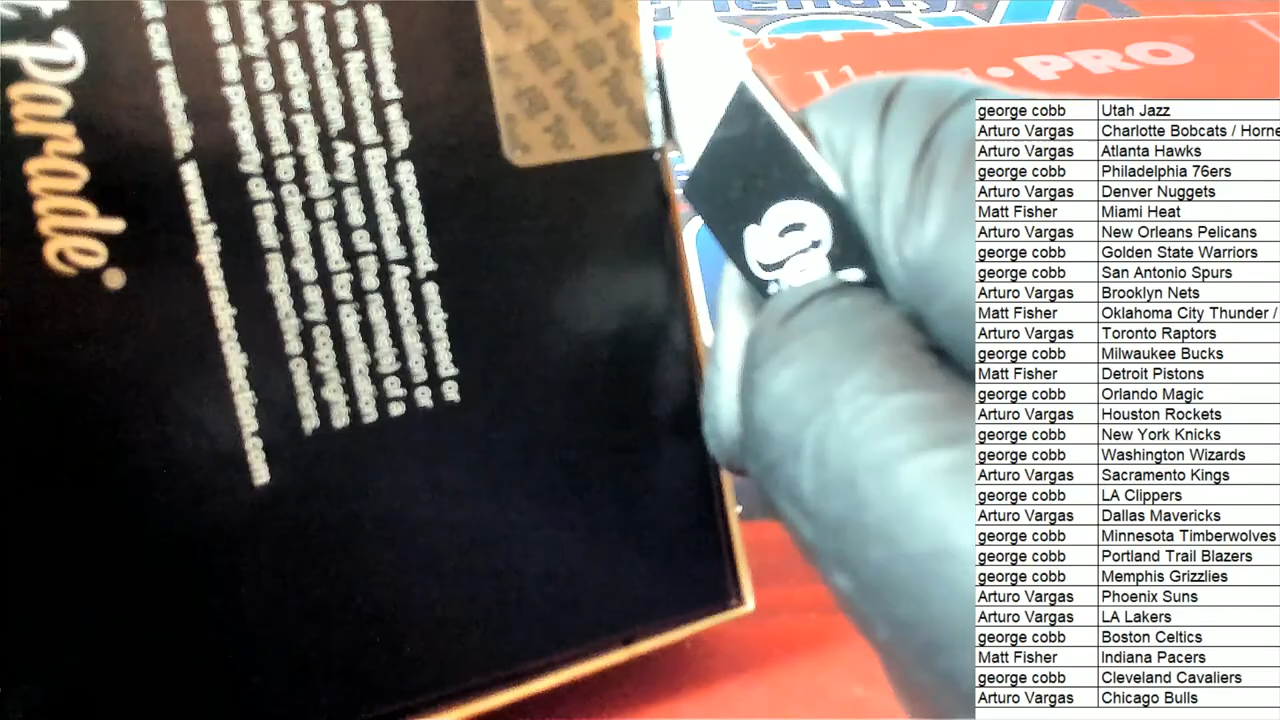 Parade
affiliated with, sponsored, endorsed or
the National Basketball Association or
Association. Any use of the name(s) of a
and/or player(s) is used for identification
no intent to challenge any copyrights
are the property of their respective owners.
our website, www.hitparadecollection.com
PRO
george cobb Utah Jazz
Arturo Vargas Charlotte Bobcats / Horne
Arturo Vargas Atlanta Hawks
george cobb Philadelphia 76ers
Arturo Vargas Denver Nuggets
Matt Fisher Miami Heat
Arturo Vargas New Orleans Pelicans
george cobb Golden State Warriors
george cobb San Antonio Spurs
Arturo Vargas Brooklyn Nets
Matt Fisher Oklahoma City Thunder /
Arturo Vargas Toronto Raptors
george cobb Milwaukee Bucks
Matt Fisher Detroit Pistons
george cobb Orlando Magic
Arturo Vargas Houston Rockets
george cobb New York Knicks
george cobb Washington Wizards
Arturo Vargas Sacramento Kings
george cobb LA Clippers
Arturo Vargas Dallas Mavericks
george cobb Minnesota Timberwolves
george cobb Portland Trail Blazers
george cobb Memphis Grizzlies
Arturo Vargas Phoenix Suns
Arturo Vargas LA Lakers
george cobb Boston Celtics
Matt Fisher Indiana Pacers
george cobb Cleveland Cavaliers
Arturo Vargas Chicago Bulls